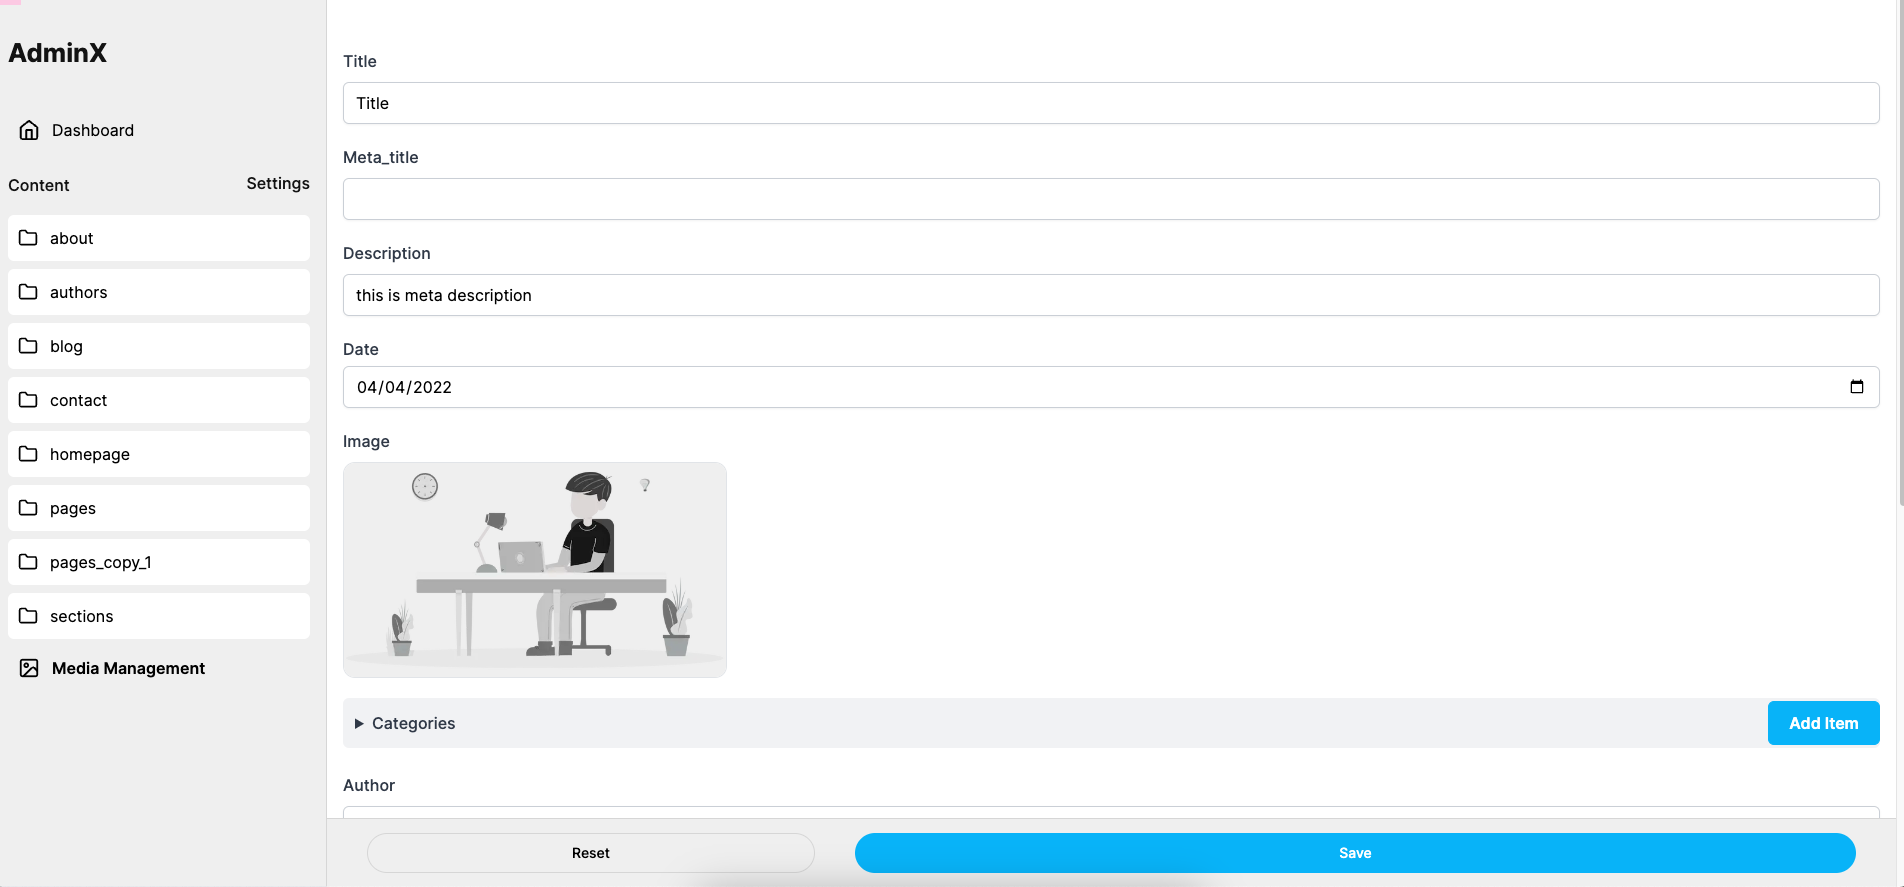 AdminX
Dashboard
Content
Settings
about
authors
blog
contact
homepage
pages
pages_copy_1
sections
Media Management
Title
Title
Meta_title
Description
this is meta description
Date
04/04/2022
Image
Categories
Add Item
Author
Reset
Save